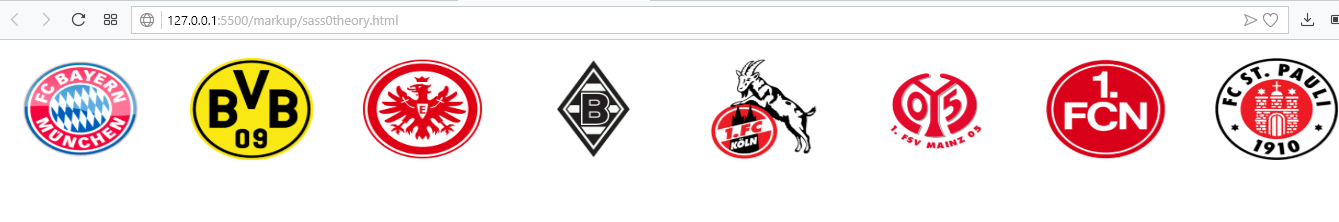 127.0.0.1:5500/markup/sass0theory.html
FC BAYERN
MÜNCHEN
BVB
09
E
B
1.FC
KÖLN
05
1. FSV MAINZ 05
1.
FCN
FC ST. PAULI
1910